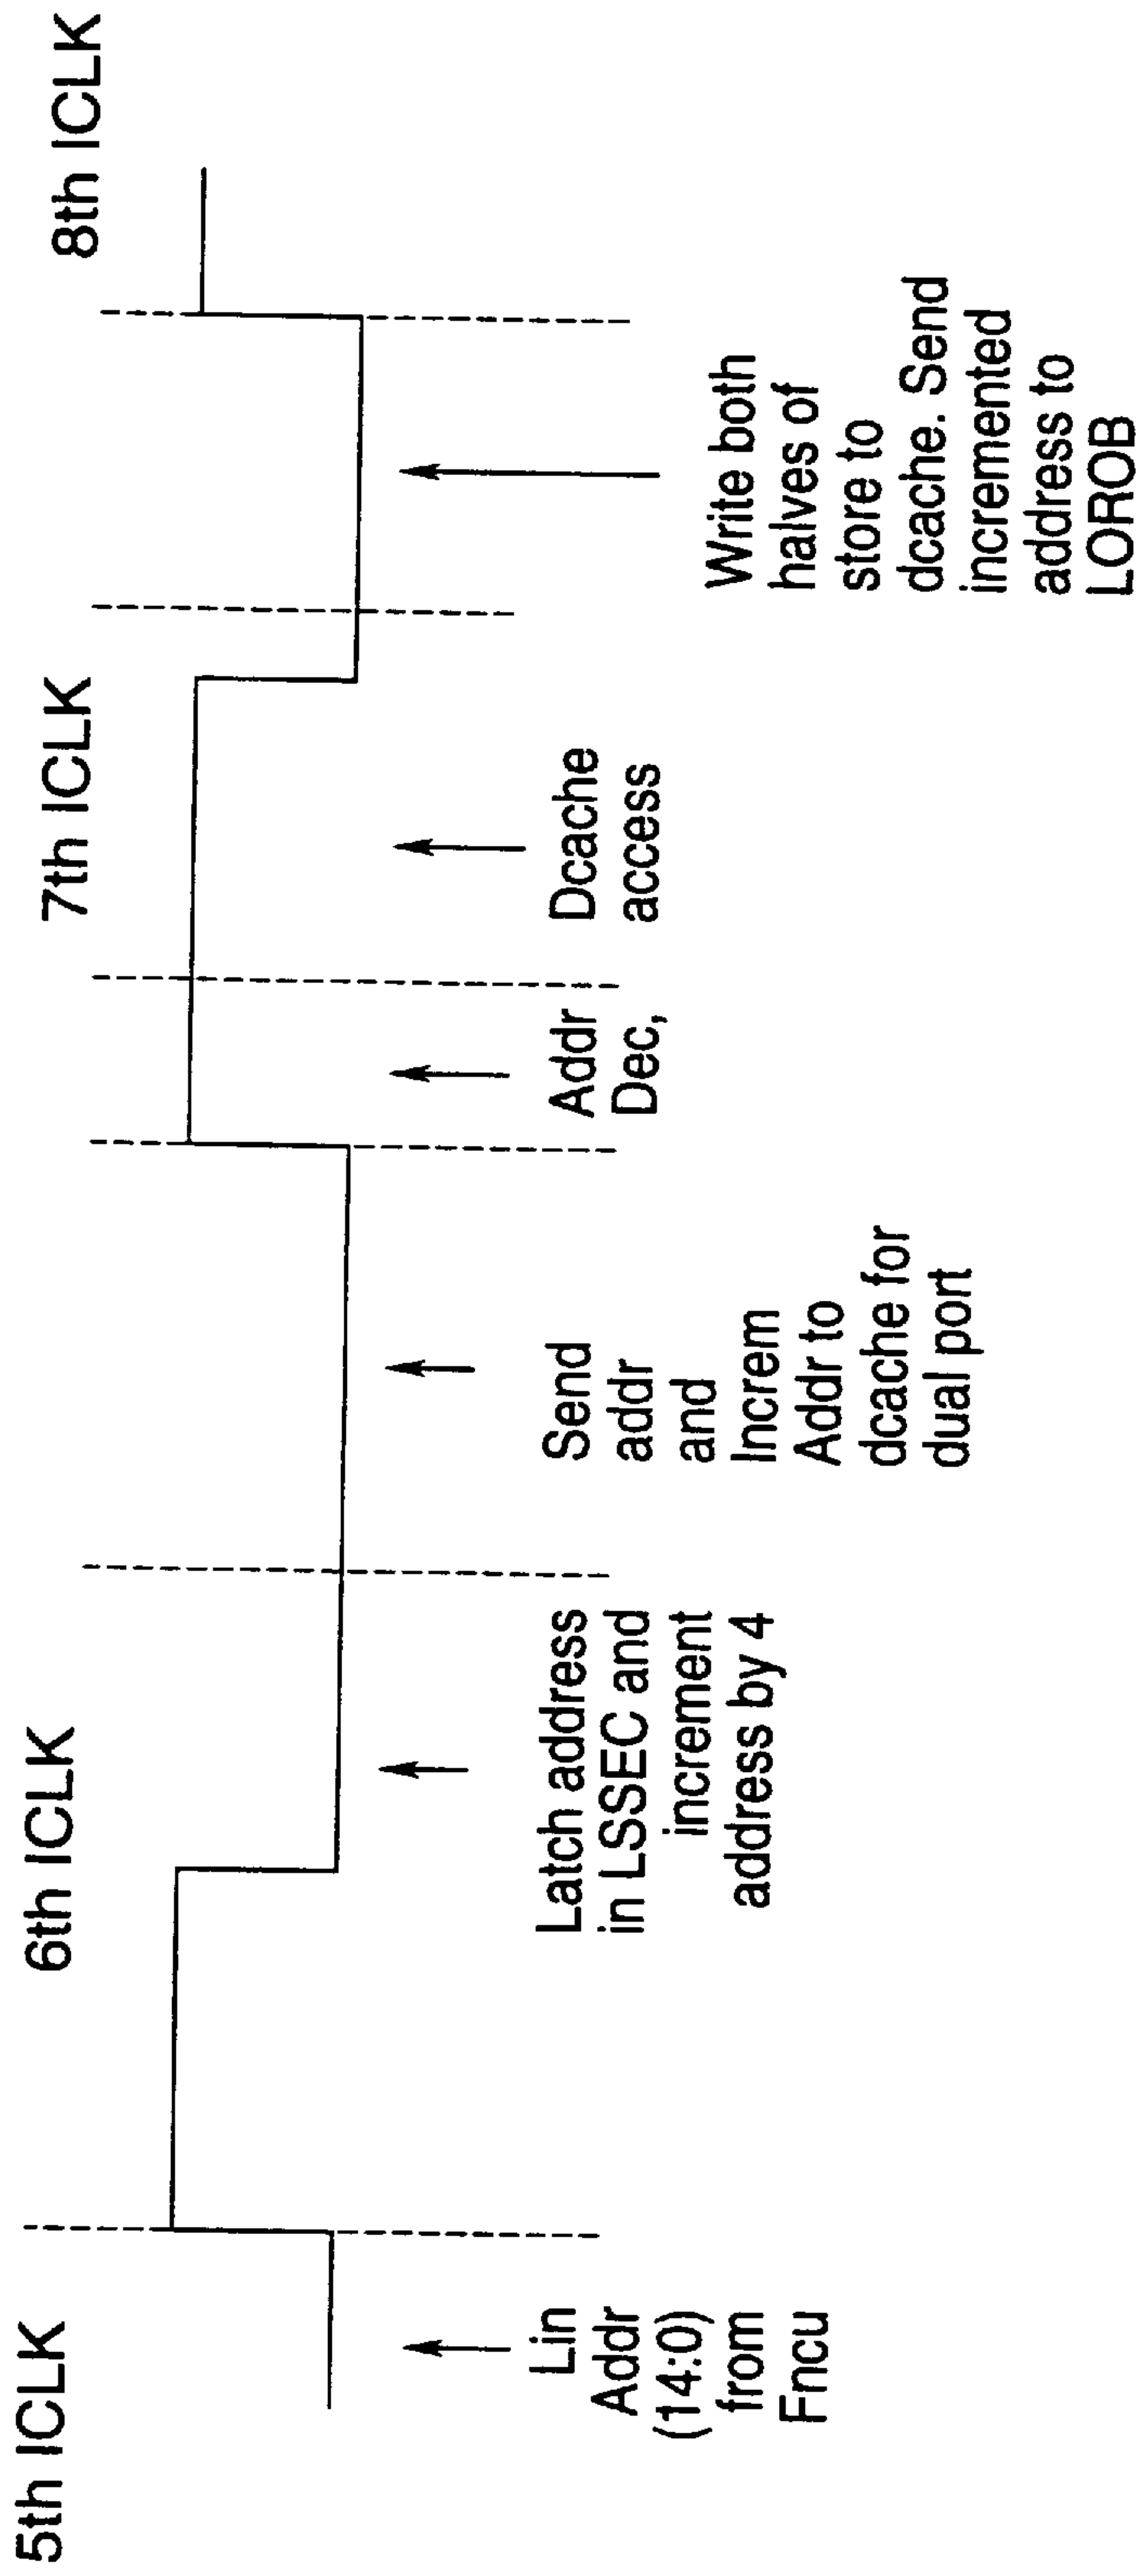 5th ICLK
6th ICLK
7th ICLK
8th ICLK
Lin
Addr
(14:0)
from
Fncu
Latch address
in LSSEC and
increment
address by 4
Send
addr
and
Increm
Addr to
dcache for
dual port
Addr
Dec,
Dcache
access
Write both
halves of
store to
dcache. Send
incremented
address to
LOROB